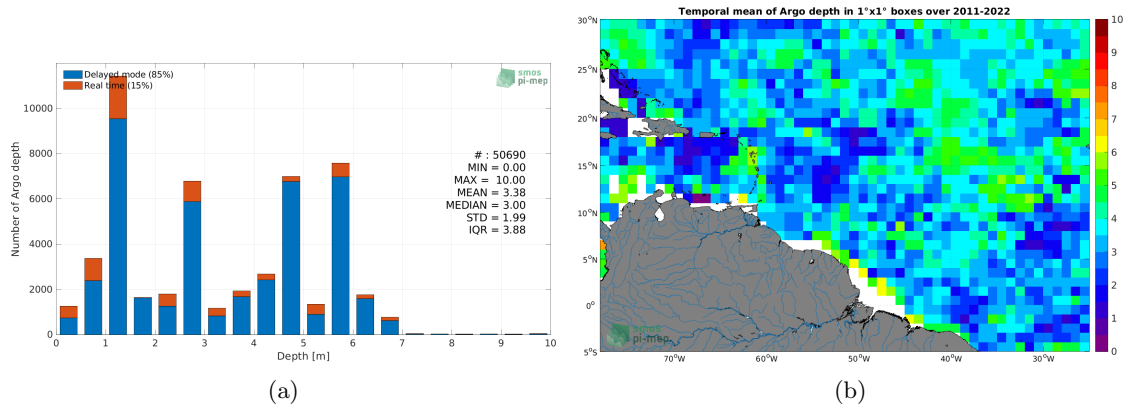 Delayed mode (85%)
Real time (15%)
smos
pi-mep
# : 50690
MIN = 0.00
MAX = 10.00
MEAN = 3.38
MEDIAN = 3.00
STD = 1.99
IQR = 3.88
Number of Argo depth
10000
8000
6000
4000
2000
0
0 1 2 3 4 5 6 7 8 9 10
Depth [m]
(a)
Temporal mean of Argo depth in 1°x1° boxes over 2011-2022
30°N
25°N
20°N
15°N
10°N
5°N
0°
5°S
70°W 60°W 50°W 40°W 30°W
smos
pi-mep
10
9
8
7
6
5
4
3
2
1
0
(b)